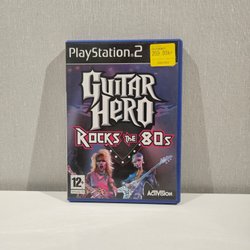 PlayStation 2
GUITAR
HERO
ROCKS THE 80s
12
ACTIVISION